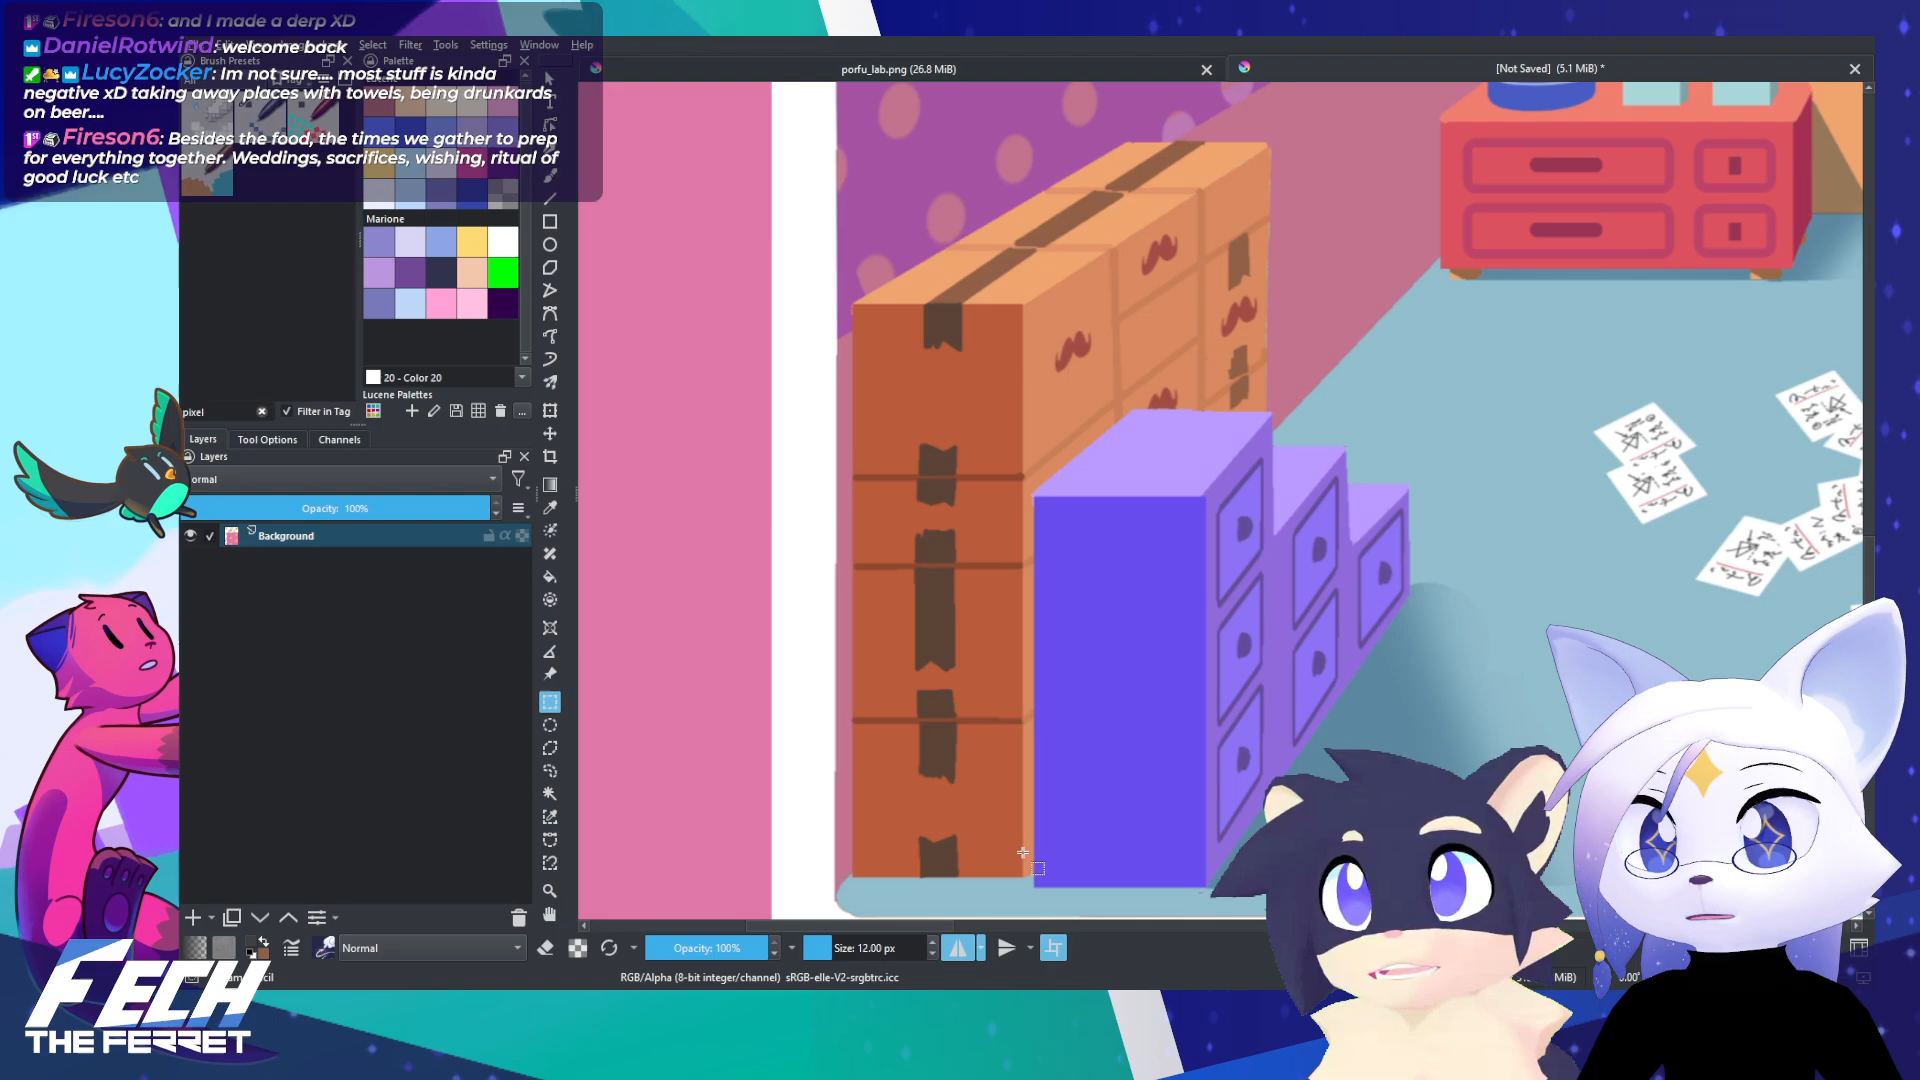 Fireson6: and I made a derp XD
DanielRotwind: welcome back
Select Filter Tools Settings Window Help
Brush Presets
Palette
LucyZocker: Im not sure.... most stuff is kinda
negative xD taking away places with towels, being drunkards
on beer....
Fireson6: Besides the food, the times we gather to prep
for everything together. Weddings, sacrifices, wishing, ritual of
good luck etc
porfu_lab.png (26.8 MiB)
[Not Saved] (5.1 MiB) *
Marione
20 - Color 20
Lucene Palettes
pixel
Filter in Tag
...
Layers
Tool Options
Channels
Layers
ormal
Opacity: 100%
Background
Normal
Opacity: 100%
Size: 12.00 px
RGB/Alpha (8-bit integer/channel) sRGB-elle-V2-srgbtrc.icc
MiB)
FECH
THE FERRET